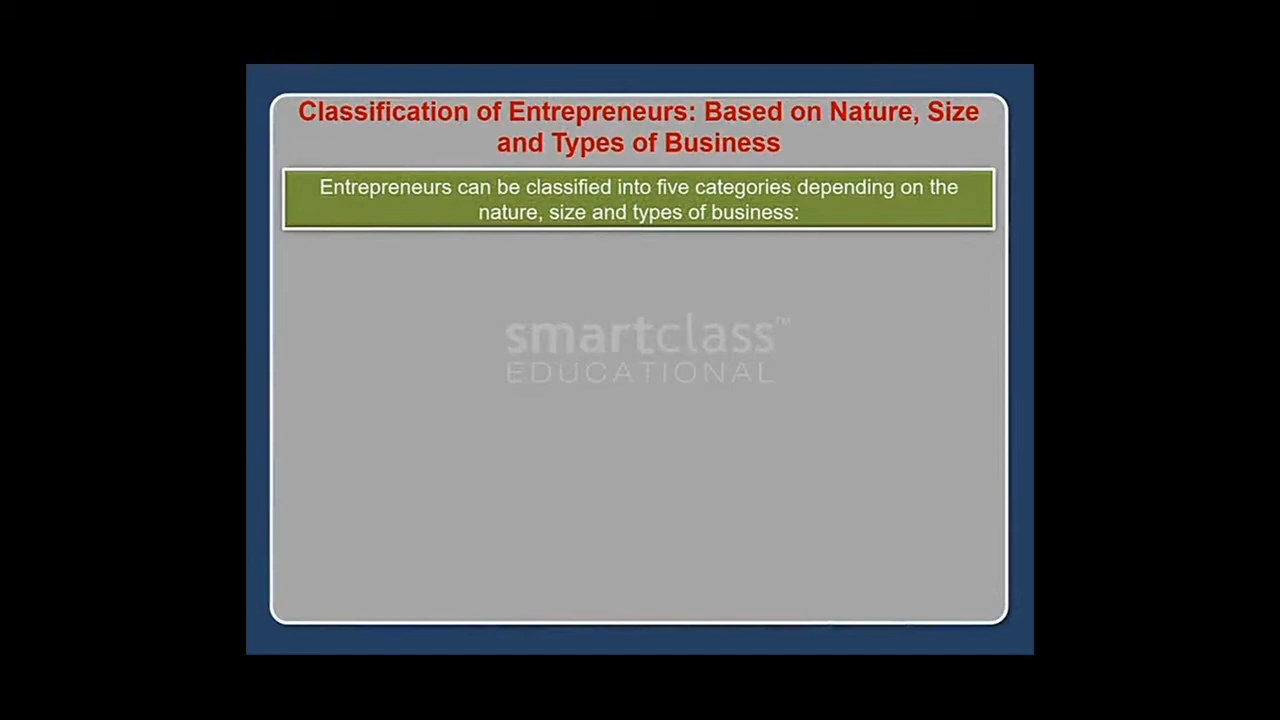 Classification of Entrepreneurs: Based on Nature, Size
and Types of Business
Entrepreneurs can be classified into five categories depending on the
nature, size and types of business:
smartclass™
EDUCATIONAL